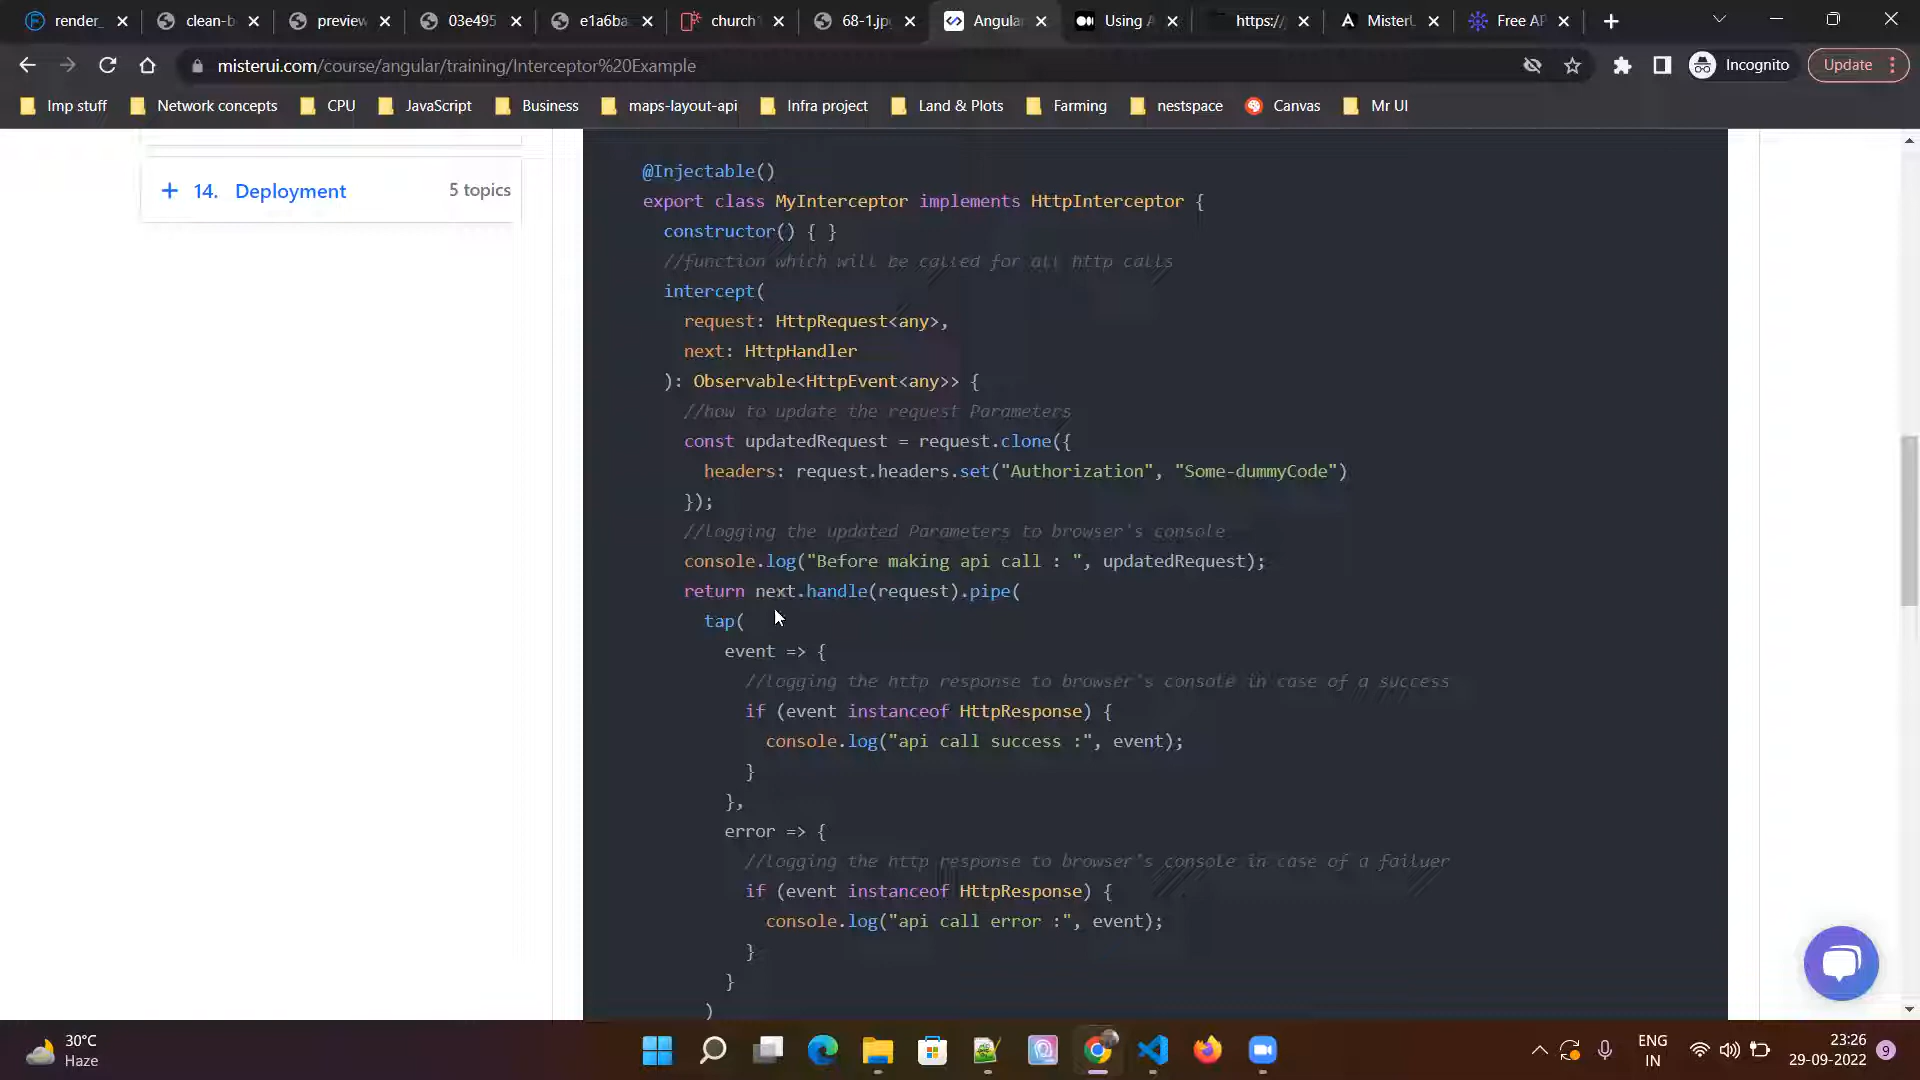 render_
clean-b
preview
03e495
e1a6ba
church
68-1.jp
Angular
Using A
https://
MisterU
Free AP
misterui.com/course/angular/training/Interceptor%20Example
Incognito
Update
Imp stuff
Network concepts
CPU
JavaScript
Business
maps-layout-api
Infra project
Land & Plots
Farming
nestspace
Canvas
Mr UI
14. Deployment
5 topics
@Injectable()
export class MyInterceptor implements HttpInterceptor {
constructor() { }
//function which will be called for all http calls
intercept(
request: HttpRequest<any>,
next: HttpHandler
): Observable<HttpEvent<any>> {
//how to update the request Parameters
const updatedRequest = request.clone({
headers: request.headers.set("Authorization", "Some-dummyCode")
});
//logging the updated Parameters to browser's console
console.log("Before making api call : ", updatedRequest);
return next.handle(request).pipe(
tap(
event => {
//logging the http response to browser's console in case of a success
if (event instanceof HttpResponse) {
console.log("api call success :", event);
}
},
error => {
//logging the http response to browser's console in case of a failuer
if (event instanceof HttpResponse) {
console.log("api call error :", event);
}
}
)
30°C
Haze
ENG
IN
23:26
29-09-2022
9